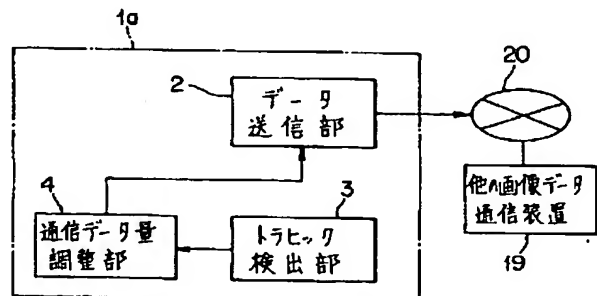 1a
20
2
データ
送信部
4
3
通信データ量
調整部
トラヒック
検出部
他の画像データ
通信装置
19